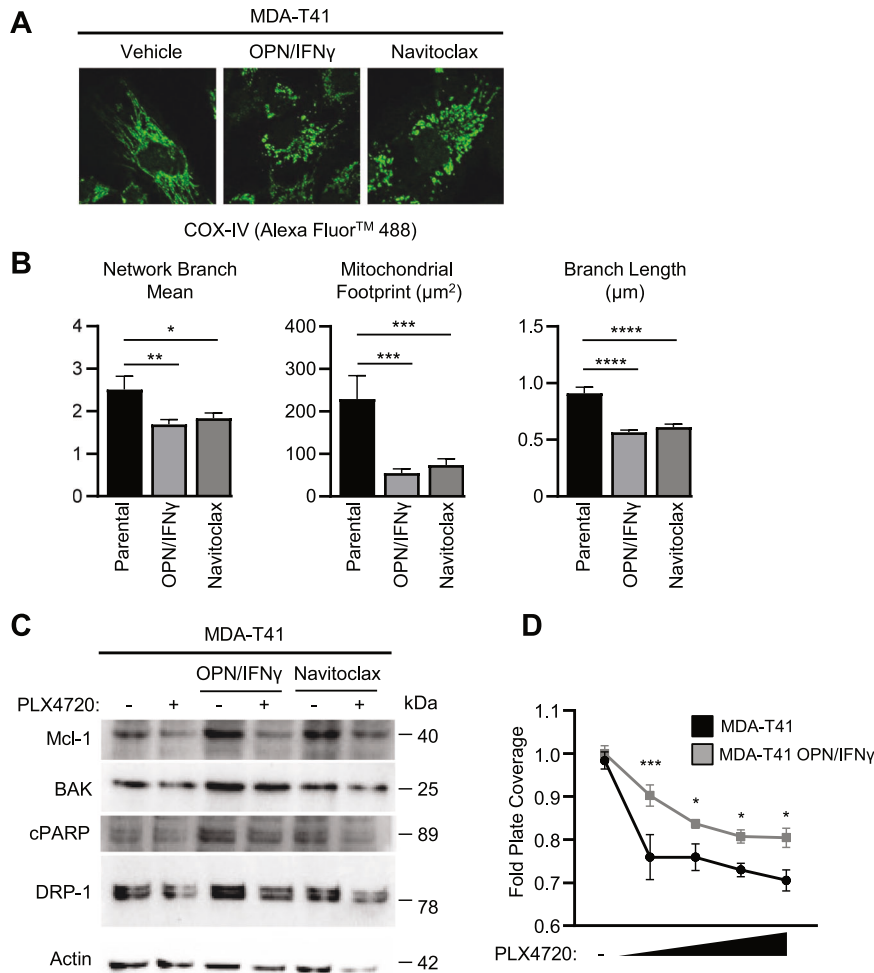 A
MDA-T41
Vehicle OPN/IFNγ Navitoclax
COX-IV (Alexa Fluor™ 488)
B
Network Branch
Mean
4
3
2
1
0
*
**
Parental
OPN/IFNγ
Navitoclax
Mitochondrial
Footprint (μm²)
400
300
200
100
0
***
***
Parental
OPN/IFNγ
Navitoclax
Branch Length
(μm)
1.5
1.0
0.5
0
****
****
Parental
OPN/IFNγ
Navitoclax
C
MDA-T41
OPN/IFNγ Navitoclax
PLX4720: - + - + - + kDa
Mcl-1 40
BAK 25
cPARP 89
DRP-1 78
Actin 42
D
Fold Plate Coverage
1.1
1.0
0.9
0.8
0.7
0.6
MDA-T41
MDA-T41 OPN/IFNγ
***
*
*
*
PLX4720: -